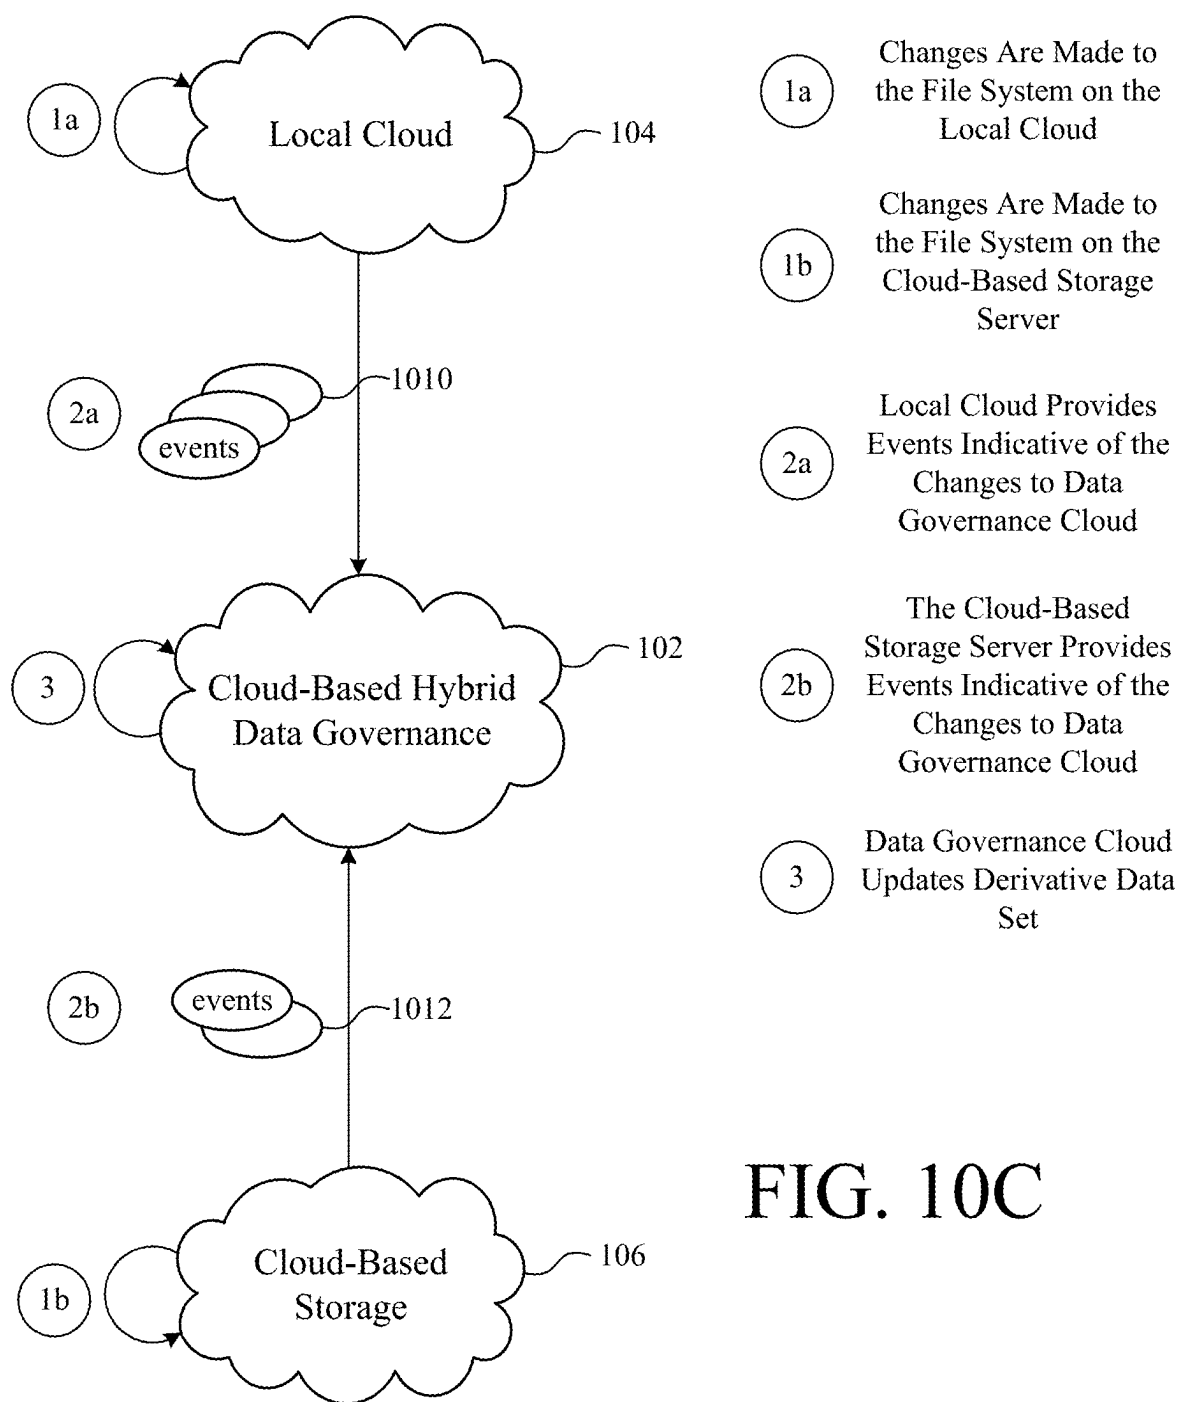 1a
Local Cloud
104
2a
events
1010
3
Cloud-Based Hybrid
Data Governance
102
2b
events
1012
1b
Cloud-Based
Storage
106
1a
Changes Are Made to
the File System on the
Local Cloud
1b
Changes Are Made to
the File System on the
Cloud-Based Storage
Server
2a
Local Cloud Provides
Events Indicative of the
Changes to Data
Governance Cloud
2b
The Cloud-Based
Storage Server Provides
Events Indicative of the
Changes to Data
Governance Cloud
3
Data Governance Cloud
Updates Derivative Data
Set
FIG. 10C